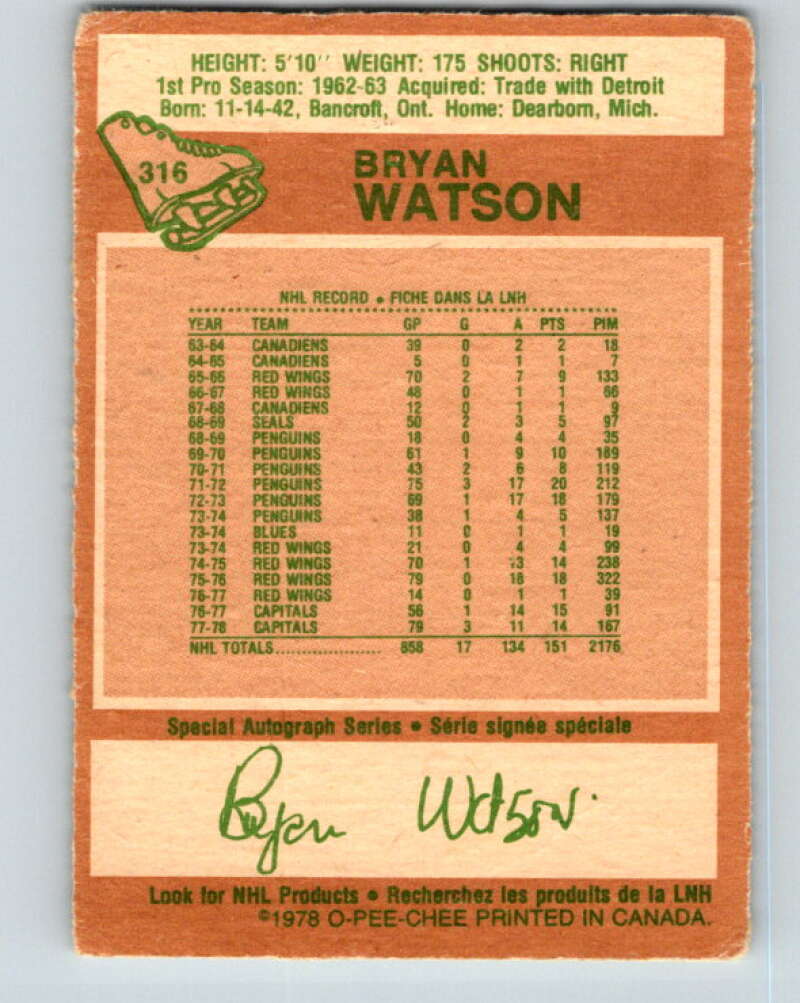 HEIGHT: 5'10'' WEIGHT: 175 SHOOTS: RIGHT
1st Pro Season: 1962-63 Acquired: Trade with Detroit
Born: 11-14-42, Bancroft, Ont. Home: Dearborn, Mich.
316
BRYAN
WATSON
NHL RECORD • FICHE DANS LA LNH
YEAR TEAM GP G A PTS PIM
63-64 CANADIENS 39 0 2 2 18
64-65 CANADIENS 5 0 1 1 7
65-66 RED WINGS 70 2 7 9 133
66-67 RED WINGS 48 0 1 1 66
67-68 CANADIENS 12 0 1 1 9
68-69 SEALS 50 2 3 5 97
68-69 PENGUINS 18 0 4 4 35
69-70 PENGUINS 61 1 9 10 189
70-71 PENGUINS 43 2 6 8 119
71-72 PENGUINS 75 3 17 20 212
72-73 PENGUINS 69 1 17 18 179
73-74 PENGUINS 38 1 4 5 137
73-74 BLUES 11 0 1 1 19
73-74 RED WINGS 21 0 4 4 99
74-75 RED WINGS 70 1 13 14 238
75-76 RED WINGS 79 0 18 18 322
76-77 RED WINGS 14 0 1 1 39
76-77 CAPITALS 56 1 14 15 91
77-78 CAPITALS 79 3 11 14 167
NHL TOTALS..................... 858 17 134 151 2176
Special Autograph Series • Série signée spéciale
Bryan Watson
Look for NHL Products • Recherchez les produits de la LNH
©1978 O-PEE-CHEE PRINTED IN CANADA.